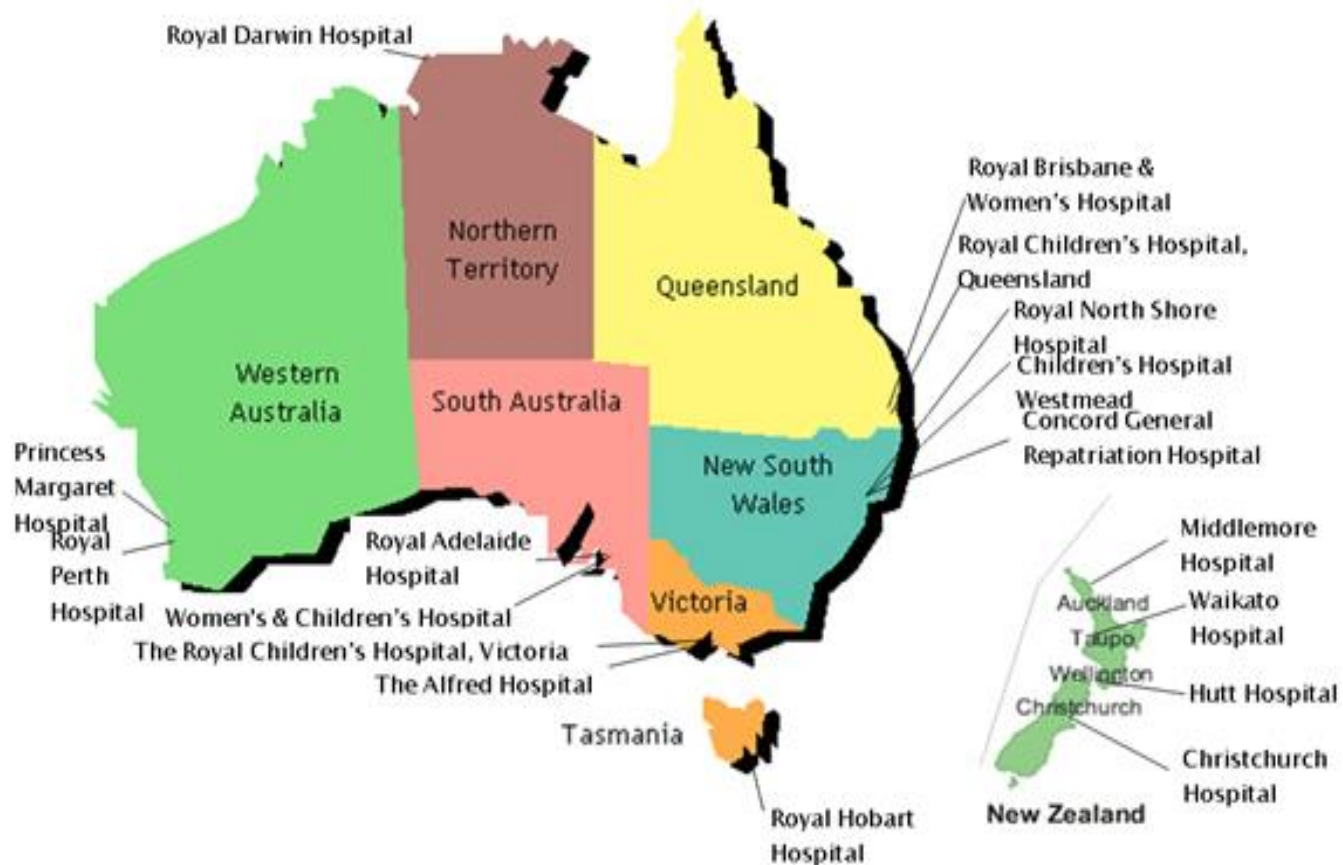 Royal Darwin Hospital
Royal Brisbane &
Women's Hospital
Northern
Territory
Royal Children's Hospital,
Queensland
Queensland
Royal North Shore
Hospital
Western
Australia
South Australia
Children's Hospital
Westmead
Concord General
Repatriation Hospital
New South
Wales
Princess
Margaret
Hospital
Royal
Perth
Hospital
Royal Adelaide
Hospital
Women's & Children's Hospital
The Royal Children's Hospital, Victoria
The Alfred Hospital
Victoria
Tasmania
Royal Hobart
Hospital
Middlemore
Hospital
Auckland
Waikato
Hospital
Taupo
Wellington
Hutt Hospital
Christchurch
Christchurch
Hospital
New Zealand